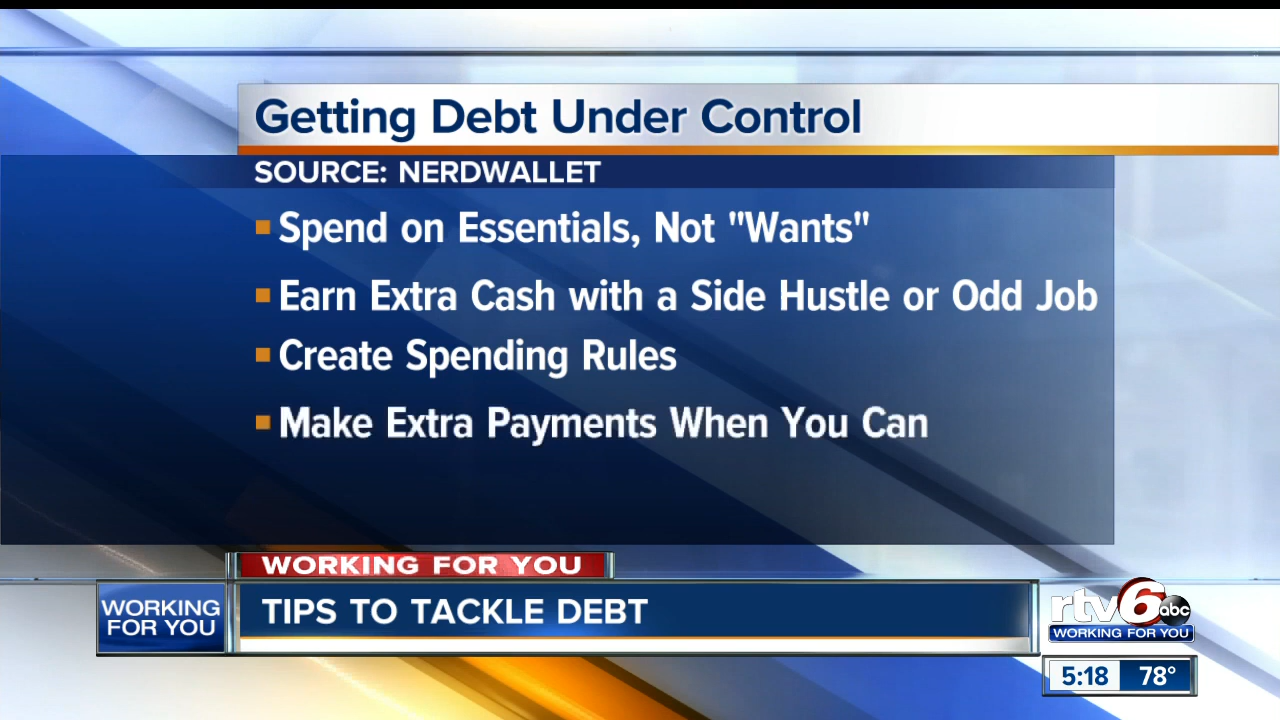 Getting Debt Under Control
SOURCE: NERDWALLET
Spend on Essentials, Not "Wants"
Earn Extra Cash with a Side Hustle or Odd Job
Create Spending Rules
Make Extra Payments When You Can
WORKING FOR YOU
WORKING
FOR YOU
TIPS TO TACKLE DEBT
rtv6 abc
WORKING FOR YOU
5:18 78°